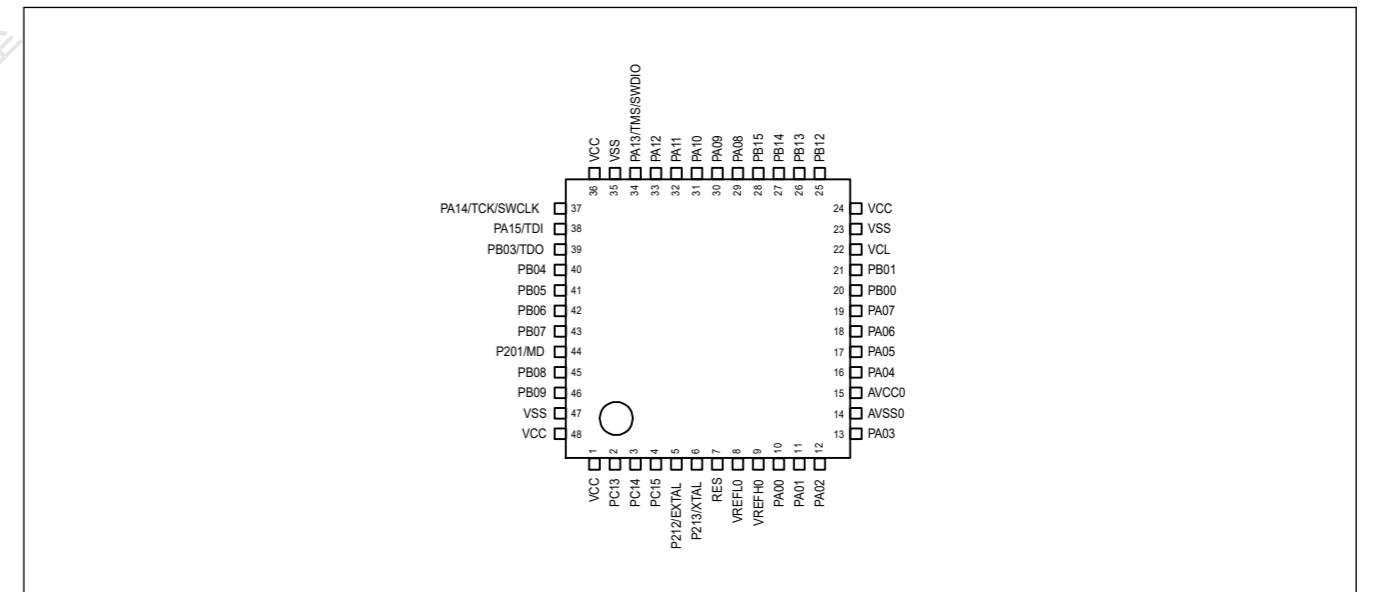 PA13/TMS/SWDIO
VCC
VSS
PA12
PA11
PA10
PA09
PA08
PB15
PB14
PB13
PB12
36
35
34
33
32
31
30
29
28
27
26
25
PA14/TCK/SWCLK 37
PA15/TDI 38
PB03/TDO 39
PB04 40
PB05 41
PB06 42
PB07 43
P201/MD 44
PB08 45
PB09 46
VSS 47
VCC 48
24 VCC
23 VSS
22 VCL
21 PB01
20 PB00
19 PA07
18 PA06
17 PA05
16 PA04
15 AVCC0
14 AVSS0
13 PA03
1
2
3
4
5
6
7
8
9
10
11
12
VCC
PC13
PC14
PC15
P212/EXTAL
P213/XTAL
RES
VREFL0
VREFH0
PA00
PA01
PA02